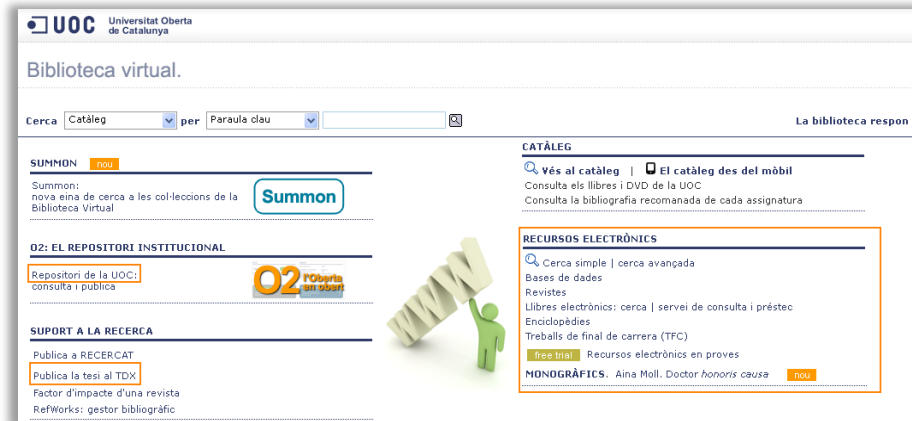 UOC Universitat Oberta
de Catalunya
Biblioteca virtual.
Cerca Catàleg per Paraula clau
La biblioteca respon
SUMMON nou
Summon:
nova eina de cerca a les col·leccions de la
Biblioteca Virtual
Summon
O2: EL REPOSITORI INSTITUCIONAL
Repositori de la UOC:
consulta i publica
O2 l'Oberta
en obert
SUPORT A LA RECERCA
Publica a RECERCAT
Publica la tesi al TDX
Factor d'impacte d'una revista
RefWorks: gestor bibliogràfic
WWW
CATÀLEG
Vés al catàleg | El catàleg des del mòbil
Consulta els llibres i DVD de la UOC
Consulta la bibliografia recomanada de cada assignatura
RECURSOS ELECTRÒNICS
Cerca simple | cerca avançada
Bases de dades
Revistes
Llibres electrònics: cerca | servei de consulta i préstec
Enciclopèdies
Treballs de final de carrera (TFC)
free trial Recursos electrònics en proves
MONOGRÀFICS. Aina Moll. Doctor honoris causa nou